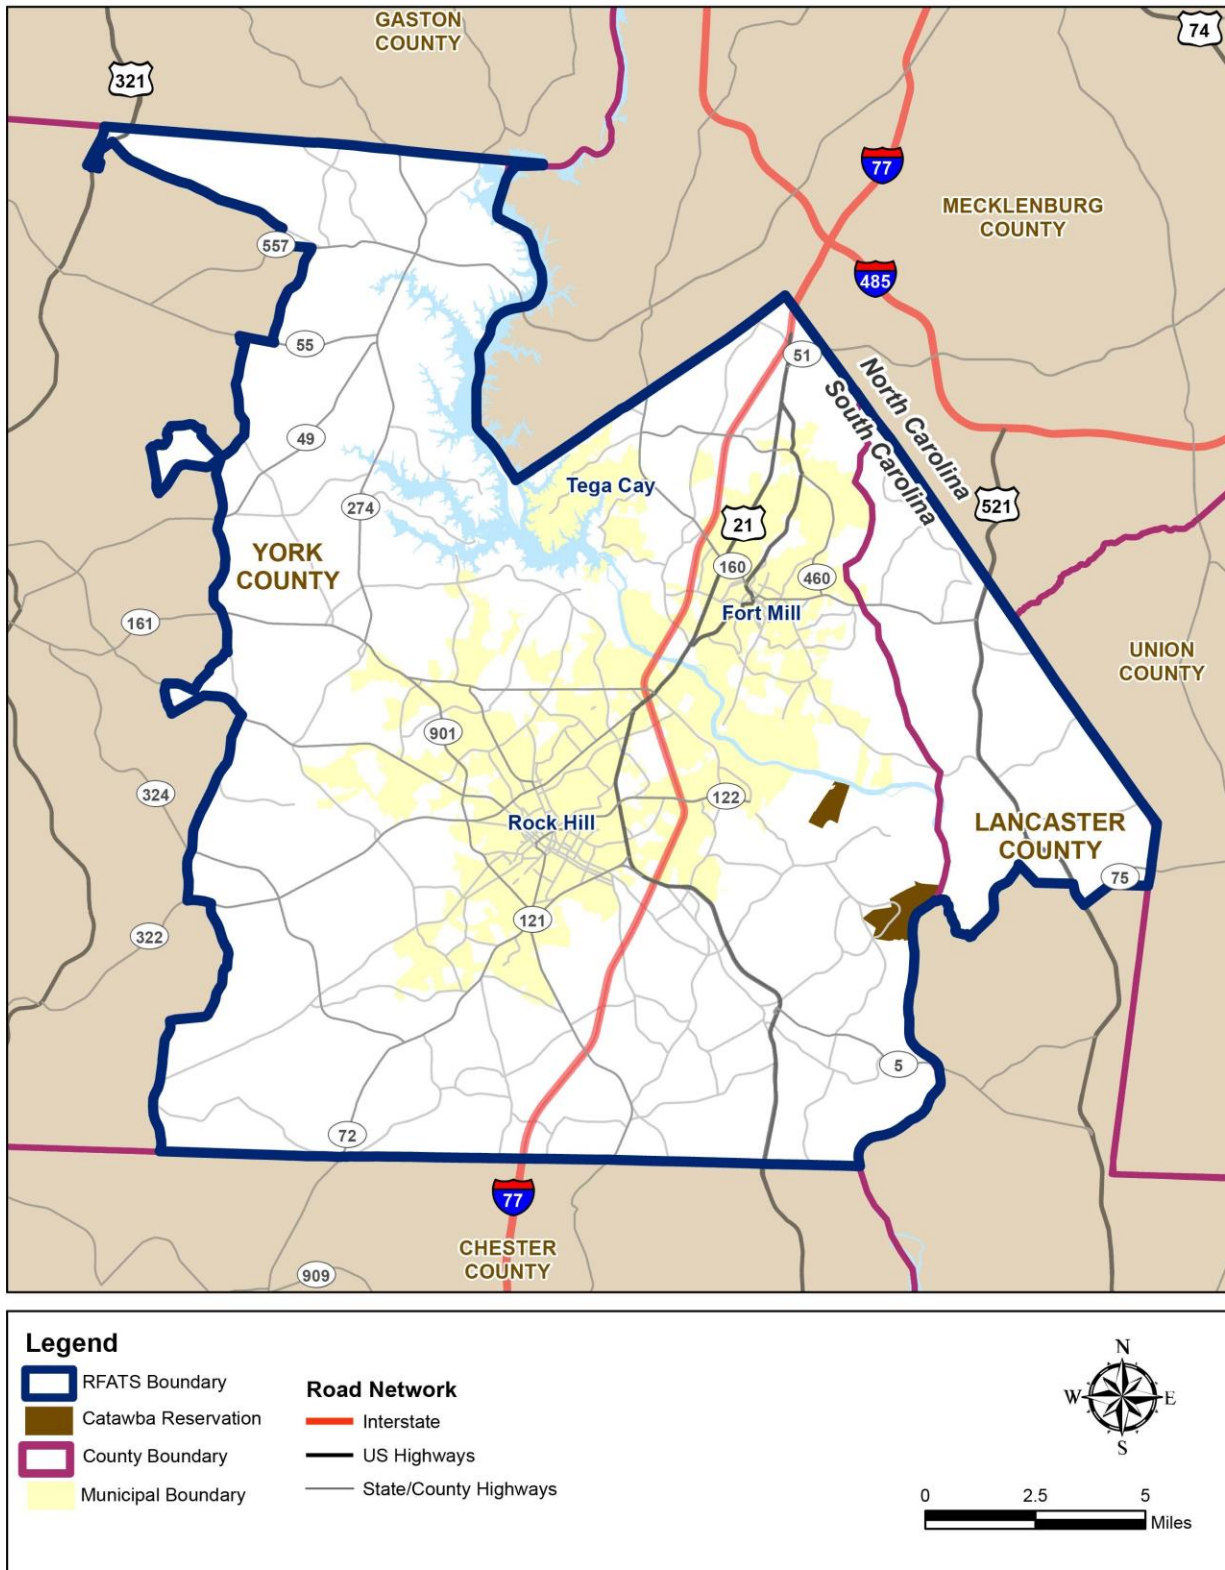 GASTON
COUNTY
74
321
77
MECKLENBURG
COUNTY
557
485
51
55
North Carolina
South Carolina
49
Tega Cay
274
521
21
YORK
COUNTY
160
460
Fort Mill
161
UNION
COUNTY
901
324
122
Rock Hill
LANCASTER
COUNTY
75
121
322
5
72
77
CHESTER
COUNTY
909
Legend
RFATS Boundary
Catawba Reservation
County Boundary
Municipal Boundary
Road Network
Interstate
US Highways
State/County Highways
N
W
E
S
0 2.5 5
Miles